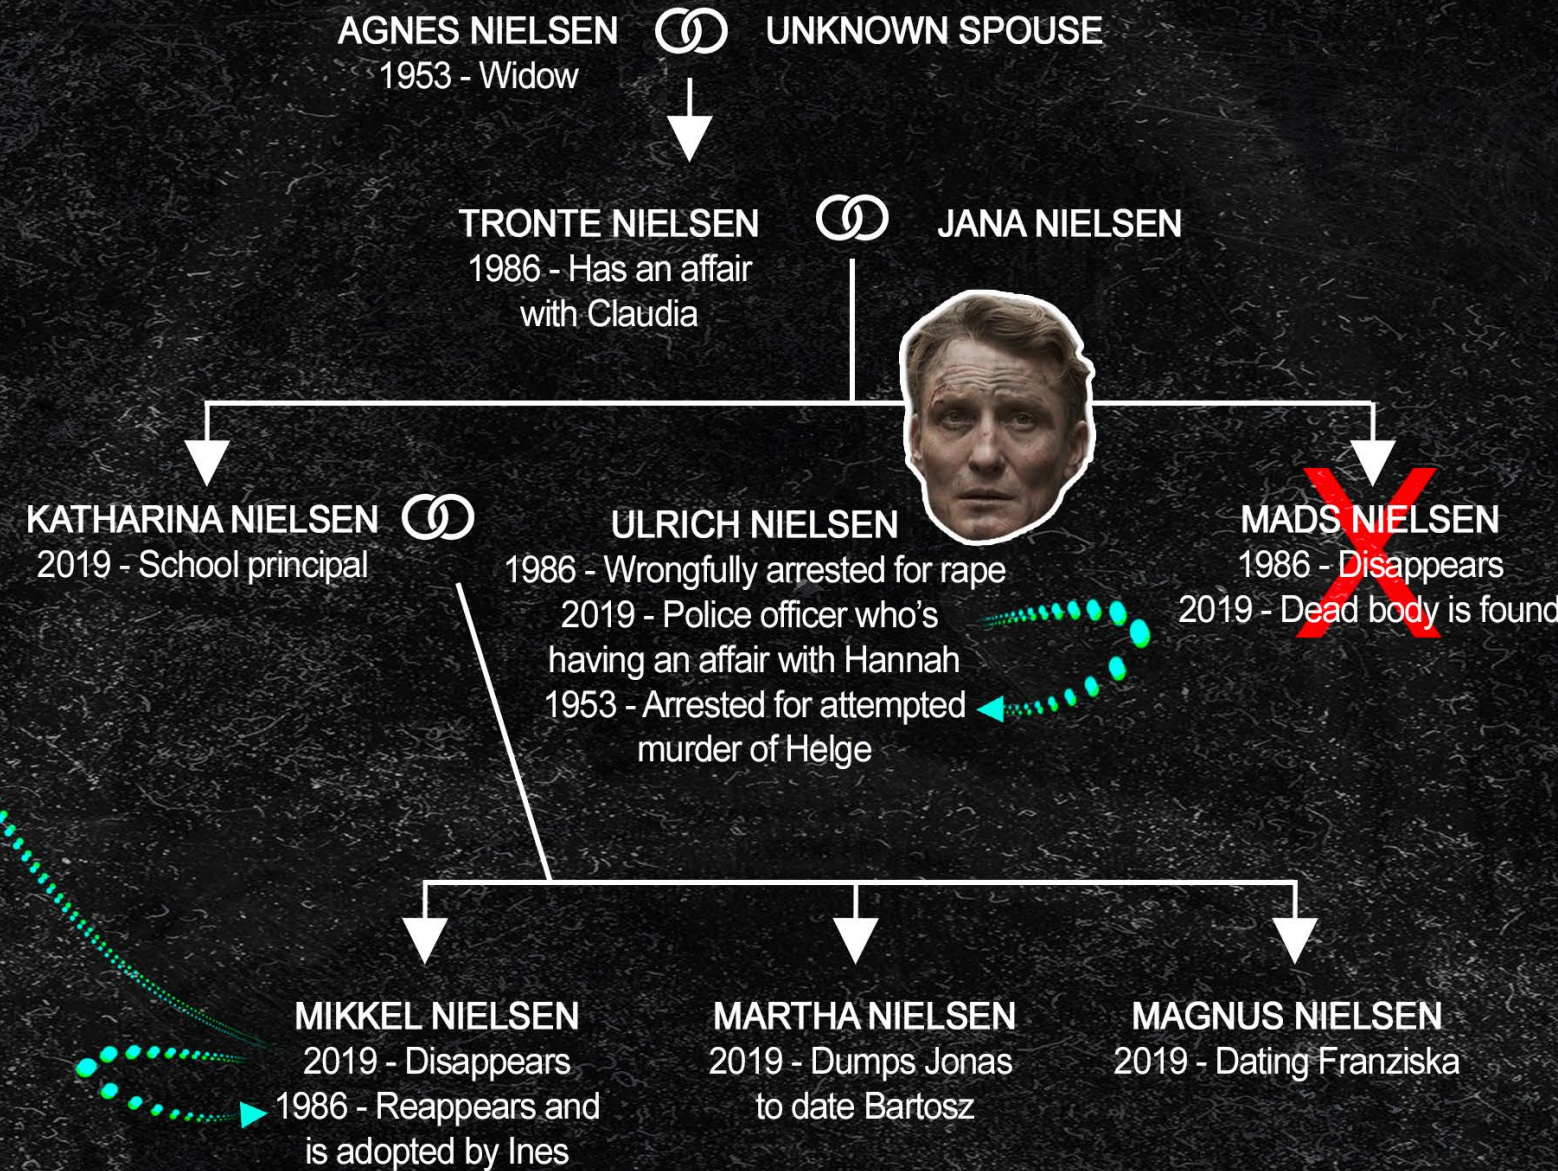 AGNES NIELSEN
1953 - Widow
UNKNOWN SPOUSE
TRONTE NIELSEN
1986 - Has an affair
with Claudia
JANA NIELSEN
KATHARINA NIELSEN
2019 - School principal
ULRICH NIELSEN
1986 - Wrongfully arrested for rape
2019 - Police officer who's
having an affair with Hannah
1953 - Arrested for attempted
murder of Helge
MADS NIELSEN
1986 - Disappears
2019 - Dead body is found
MIKKEL NIELSEN
2019 - Disappears
1986 - Reappears and
is adopted by Ines
MARTHA NIELSEN
2019 - Dumps Jonas
to date Bartosz
MAGNUS NIELSEN
2019 - Dating Franziska